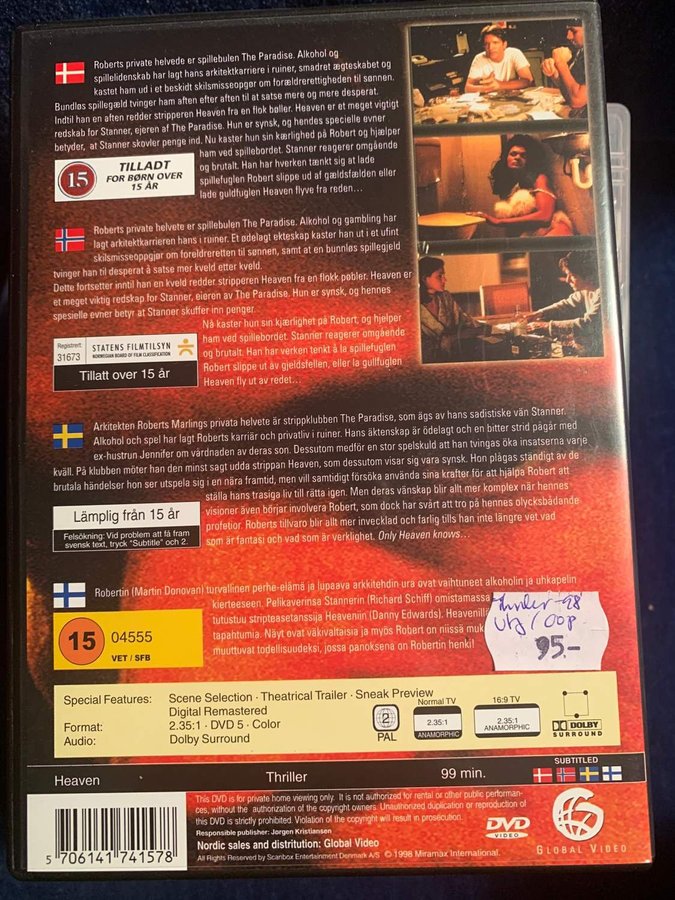 Roberts private helvede er spillebulen The Paradise. Alkohol og
spillelidenskab har lagt hans arkitektkarriere i ruiner, smadret ægteskabet og
kastet ham ud i et beskidt skilsmisseopgør om forældrerettigheden til sønnen.
Bundløs spillegæld tvinger ham aften efter aften til at satse mere og mere desperat.
Indtil han en aften redder stripperen Heaven fra en flok bøller. Heaven er et meget vigtigt
redskab for Stanner, ejeren af The Paradise. Hun er synsk, og hendes specielle evner
betyder, at Stanner skovler penge ind. Nu kaster hun sin kærlighed på Robert og hjælper
ham ved spillebordet. Stanner reagerer omgående
og brutalt. Han har hverken tænkt sig at lade
spillefuglen Robert slippe ud af gældsfælden eller
lade guldfuglen Heaven flyve fra reden...
15
TILLADT
FOR BØRN OVER
15 ÅR
Roberts private helvete er spillebulen The Paradise. Alkohol og gambling har
lagt arkitektkarrieren hans i ruiner. Et ødelagt ekteskap kaster han ut i et ufint
skilsmisseoppgjør om foreldreretten til sønnen, samt at en bunnløs spillegjeld
tvinger han til desperat å satse mer kveld etter kveld.
Dette fortsetter inntil han en kveld redder stripperen Heaven fra en flokk pøbler. Heaven er
et meget viktig redskap for Stanner, eieren av The Paradise. Hun er synsk, og hennes
spesielle evner betyr at Stanner skuffer inn penger.
Nå kaster hun sin kjærlighet på Robert, og hjelper
ham ved spillebordet. Stanner reagerer omgående
og brutalt. Han har verken tenkt å la spillefuglen
Robert slippe ut av gjeldsfellen, eller la gullfuglen
Heaven fly ut av redet...
Registrert
31673
STATENS FILMTILSYN
NORWEGIAN BOARD OF FILM CLASSIFICATION
Tillatt over 15 år
Arkitekten Roberts Marlings privata helvete är strippklubben The Paradise, som ägs av hans sadistiske vän Stanner.
Alkohol och spel har lagt Roberts karriär och privatliv i ruiner. Hans äktenskap är ödelagt och en bitter strid pågår med
ex-hustrun Jennifer om vårdnaden av deras son. Dessutom medför en stor spelskuld att han tvingas öka insatserna varje
kväll. På klubben möter han den minst sagt udda strippan Heaven, som dessutom visar sig vara synsk. Hon plågas ständigt av de
brutala händelser hon ser utspela sig i en nära framtid, men vill samtidigt försöka använda sina krafter för att hjälpa Robert att
ställa hans trasiga liv till rätta igen. Men deras vänskap blir allt mer komplex när hennes
visioner även börjar involvera Robert, som dock har svårt att tro på hennes olycksbådande
profetior. Roberts tillvaro blir allt mer invecklad och farlig tills han inte längre vet vad
som är fantasi och vad som är verklighet. Only Heaven knows...
Lämplig från 15 år
Felsökning: Vid problem att få fram
svensk text, tryck "Subtitle" och 2.
Robertin (Martin Donovan) turvallinen perhe-elämä ja lupaava arkkitehdin ura ovat vaihtuneet alkoholin ja uhkapelin
kierteeseen. Pelikaverinsa Stannerin (Richard Schiff) omistamassa
tutustuu stripteasetanssija Heaveniin (Danny Edwards). Heavenillä
tapahtumia. Näyt ovat väkivaltaisia ja myös Robert on niissä
muuttuvat todellisuudeksi, jossa panoksena on Robertin henki!
15
04555
VET / SFB
95.-
Special Features: Scene Selection · Theatrical Trailer · Sneak Preview
Digital Remastered
Format: 2.35:1 · DVD 5 · Color
Audio: Dolby Surround
2
PAL
Normal TV
2.35:1
ANAMORPHIC
16:9 TV
2.35:1
ANAMORPHIC
DOLBY
SURROUND
SUBTITLED
Heaven Thriller 99 min.
This DVD is for private home viewing only. It is not authorized for rental or other public performan-
ces, without the authorization of the copyright owners. Unauthorized duplication or reproduction of
this DVD is strictly prohibited. Violation of the copyright will result in prosecution.
Responsible publisher: Jorgen Kristiansen
Nordic sales and distritution: Global Video
All Rights Reserved by Scanbox Entertainment Denmark A/S © 1998 Miramax International.
DVD
VIDEO
GLOBAL VIDEO
5 706141 741578